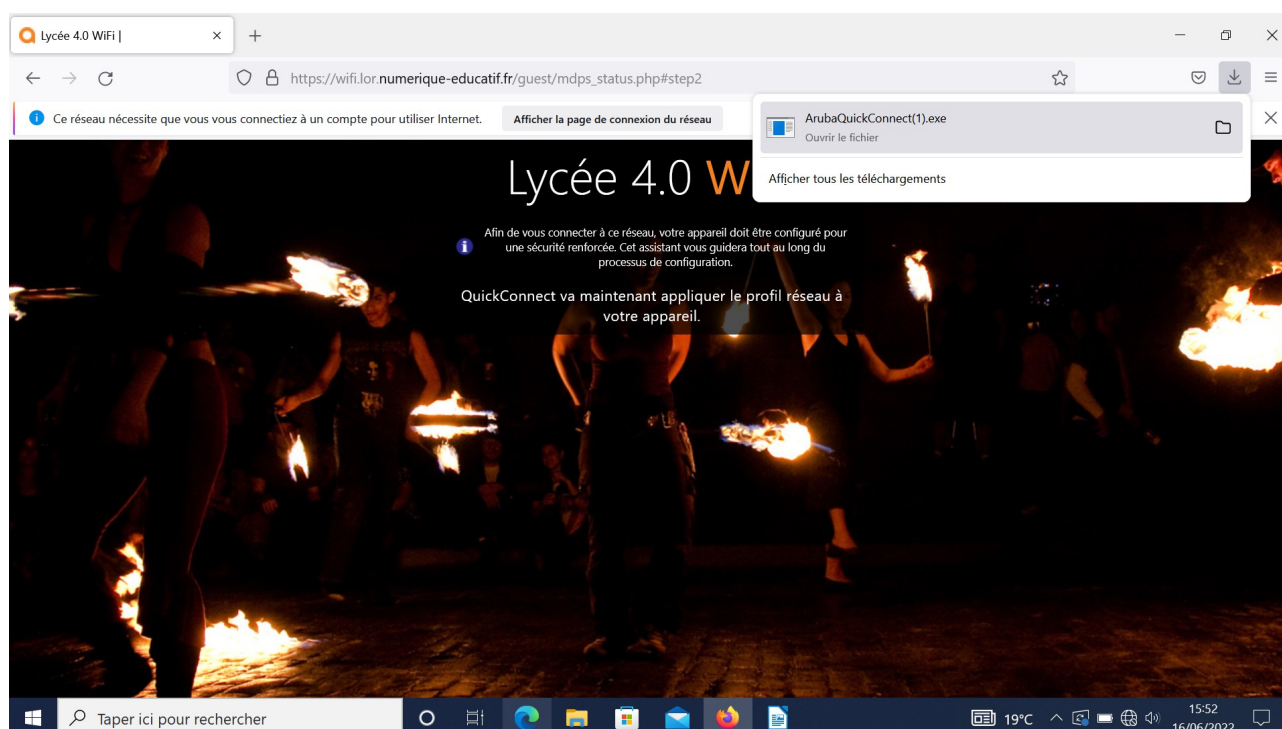 Lycée 4.0 WiFi |
https://wifi.lor.numerique-educatif.fr/guest/mdps_status.php#step2
Ce réseau nécessite que vous vous connectiez à un compte pour utiliser Internet.
Afficher la page de connexion du réseau
ArubaQuickConnect(1).exe
Ouvrir le fichier
Afficher tous les téléchargements
Lycée 4.0 W
Afin de vous connecter à ce réseau, votre appareil doit être configuré pour
une sécurité renforcée. Cet assistant vous guidera tout au long du
processus de configuration.
QuickConnect va maintenant appliquer le profil réseau à
votre appareil.
Taper ici pour rechercher
19°C
15:52
16/06/2022